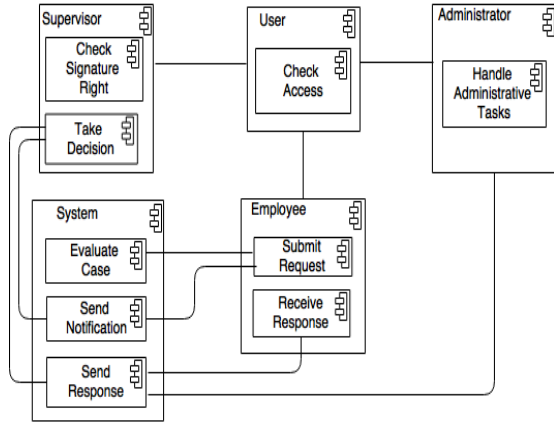 Supervisor
Check
Signature
Right
Take
Decision
User
Check
Access
Administrator
Handle
Administrative
Tasks
System
Evaluate
Case
Send
Notification
Send
Response
Employee
Submit
Request
Receive
Response